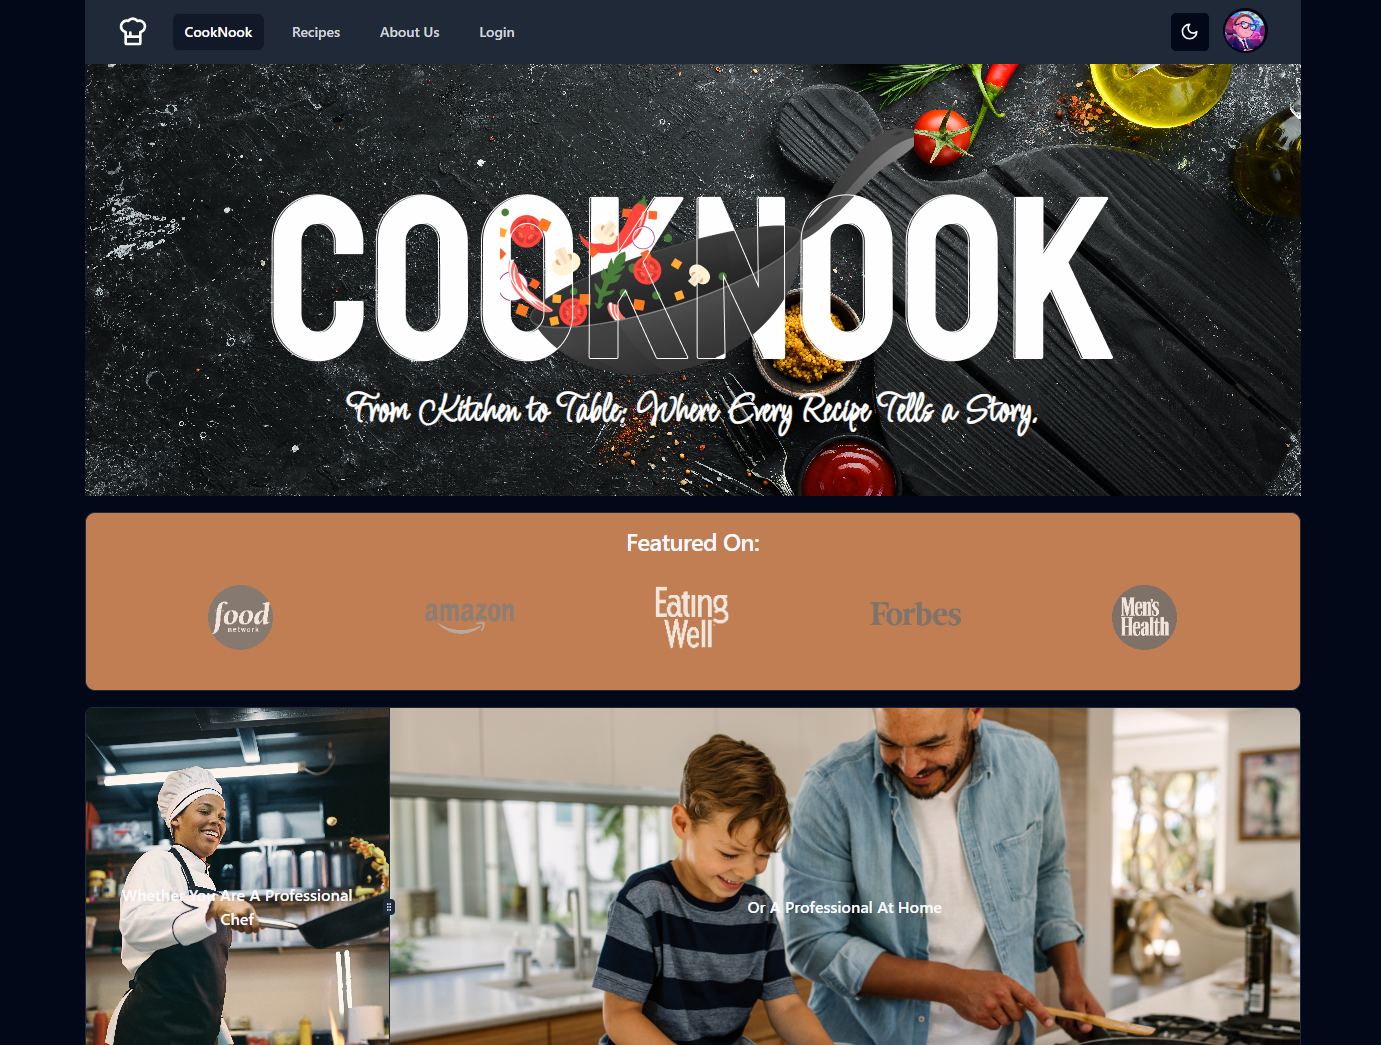 CookNook
Recipes
About Us
Login
COOKNOOK
From Kitchen to Table: Where Every Recipe Tells a Story.
Featured On:
food
network
amazon
Eating
Well
Forbes
Men's
Health
Whether You Are A Professional
Chef
Or A Professional At Home